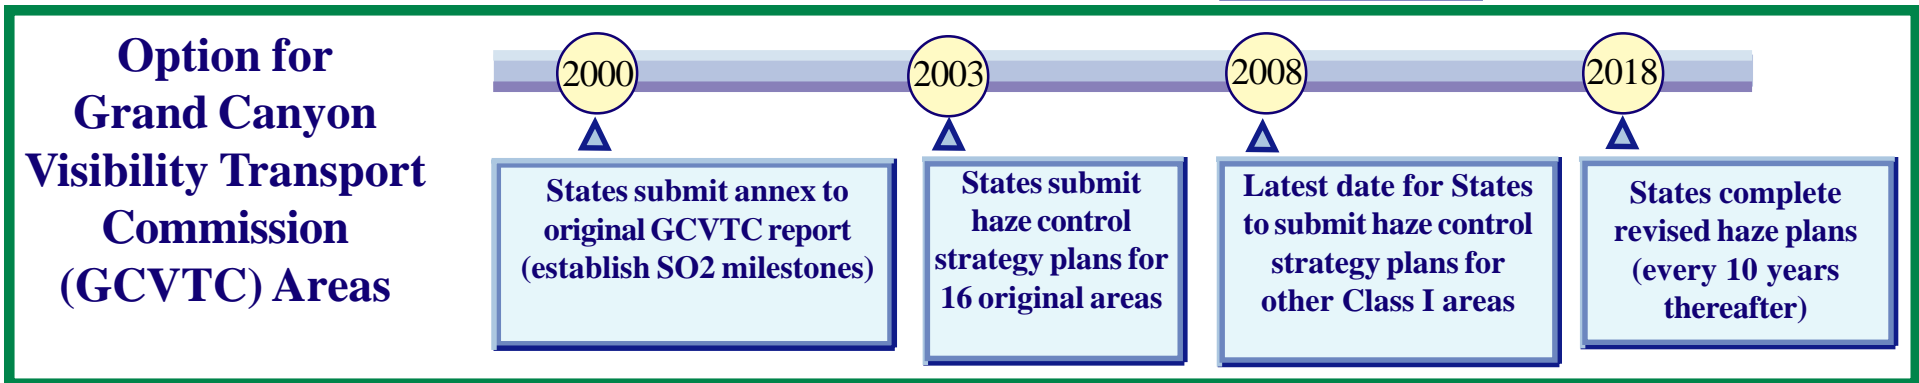 Option for
Grand Canyon
Visibility Transport
Commission
(GCVTC) Areas
2000
2003
2008
2018
States submit annex to
original GCVTC report
(establish SO2 milestones)
States submit
haze control
strategy plans for
16 original areas
Latest date for States
to submit haze control
strategy plans for
other Class I areas
States complete
revised haze plans
(every 10 years
thereafter)